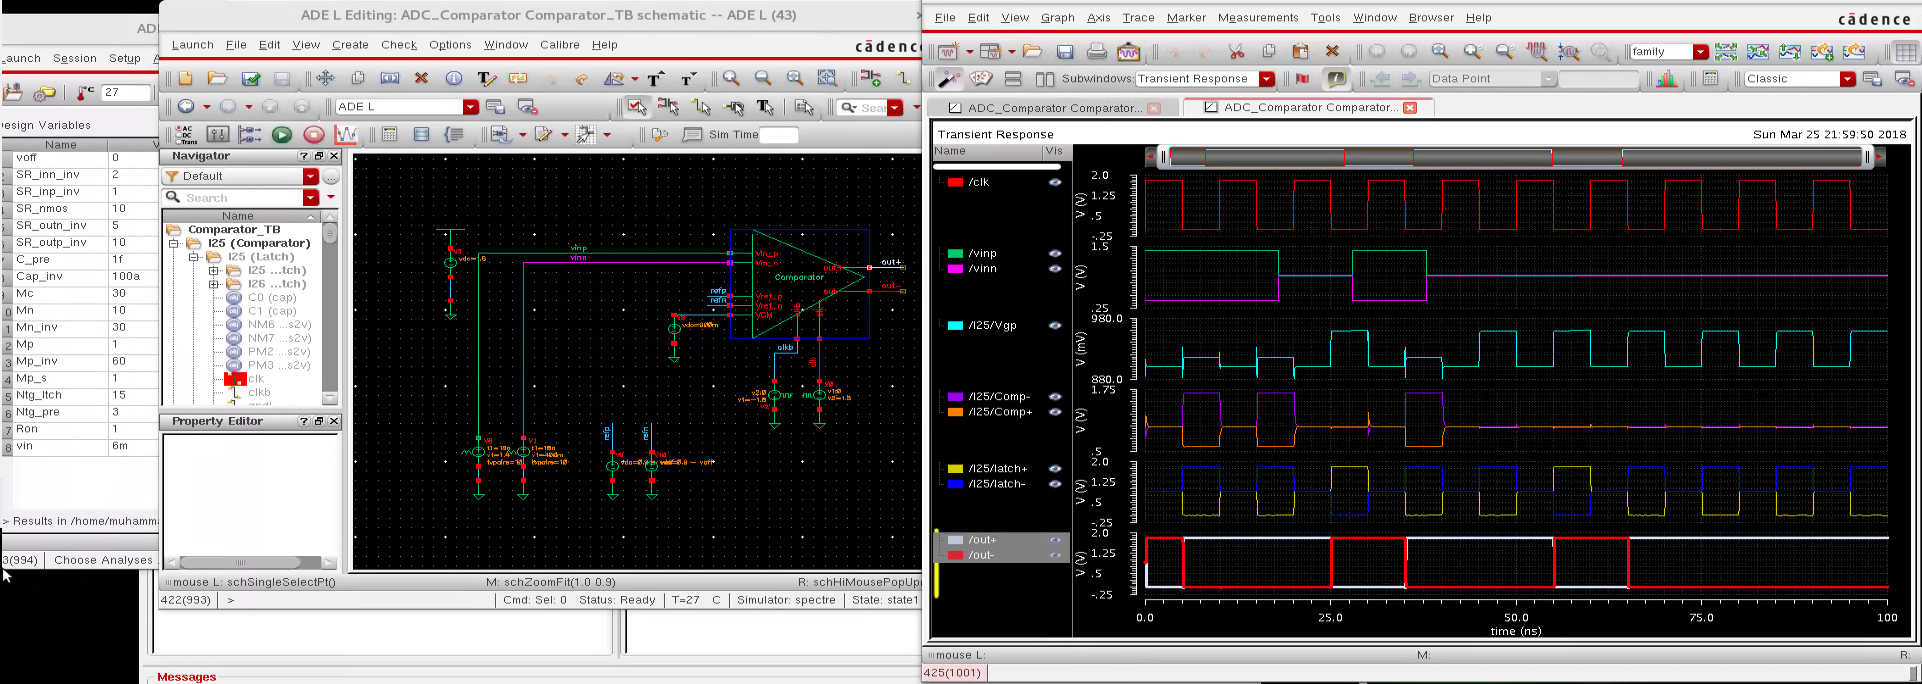 ADE L Editing: ADC_Comparator Comparator_TB schematic -- ADE L (43)
ADE
Launch File Edit View Create Check Options Window Calibre Help
cādence
aunch Session Setup
27
esign Variables
Name
voff 0
SR_inn_inv 2
SR_inp_inv 1
SR_nmos 10
SR_outn_inv 5
SR_outp_inv 10
C_pre 1f
Cap_inv 100a
Mc 30
Mn 10
Mn_inv 30
Mp 1
Mp_inv 60
Mp_s 1
Ntg_ltch 15
Ntg_pre 3
Ron 1
vin 6m
> Results in /home/muhamma
3(994) Choose Analyses
ADE L
Sea
Sim Time
Navigator
Default
Search
Name
Comparator_TB
I25 (Comparator)
I25 (Latch)
I25 ...tch)
I26 ...tch)
C0 (cap)
C1 (cap)
NM6 ...s2v)
NM7 ...s2v)
PM2 ...s2v)
PM3 ...s2v)
clk
clkb
Property Editor
vinp
vinn
Comparator
Vin_p
Vin_n
Vref_p
Vref_n
VCM
out+
out-
refp
refn
clkb
clk
mouse L: schSingleSelectPt() M: schZoomFit(1.0 0.9) R: schHiMousePopUp
422(993) > Cmd: Sel: 0 Status: Ready T=27 C Simulator: spectre State: state1
Messages
File Edit View Graph Axis Trace Marker Measurements Tools Window Browser Help
cādence
family
Subwindows: Transient Response Data Point Classic
ADC_Comparator Comparator... ADC_Comparator Comparator...
Transient Response Sun Mar 25 21:59:50 2018
Name Vis
/clk
/vinp
/vinn
/I25/Vgp
/I25/Comp-
/I25/Comp+
/I25/latch+
/I25/latch-
/out+
/out-
2.0
1.25
.5
-.25
V (V)
1.5
.25
V (V)
980.0
880.0
V (mV)
1.75
.5
V (V)
2.0
1.25
.5
-.25
V (V)
2.0
1.25
.5
-.25
V (V)
0.0 25.0 50.0 75.0 100
time (ns)
mouse L: M: R:
425(1001)